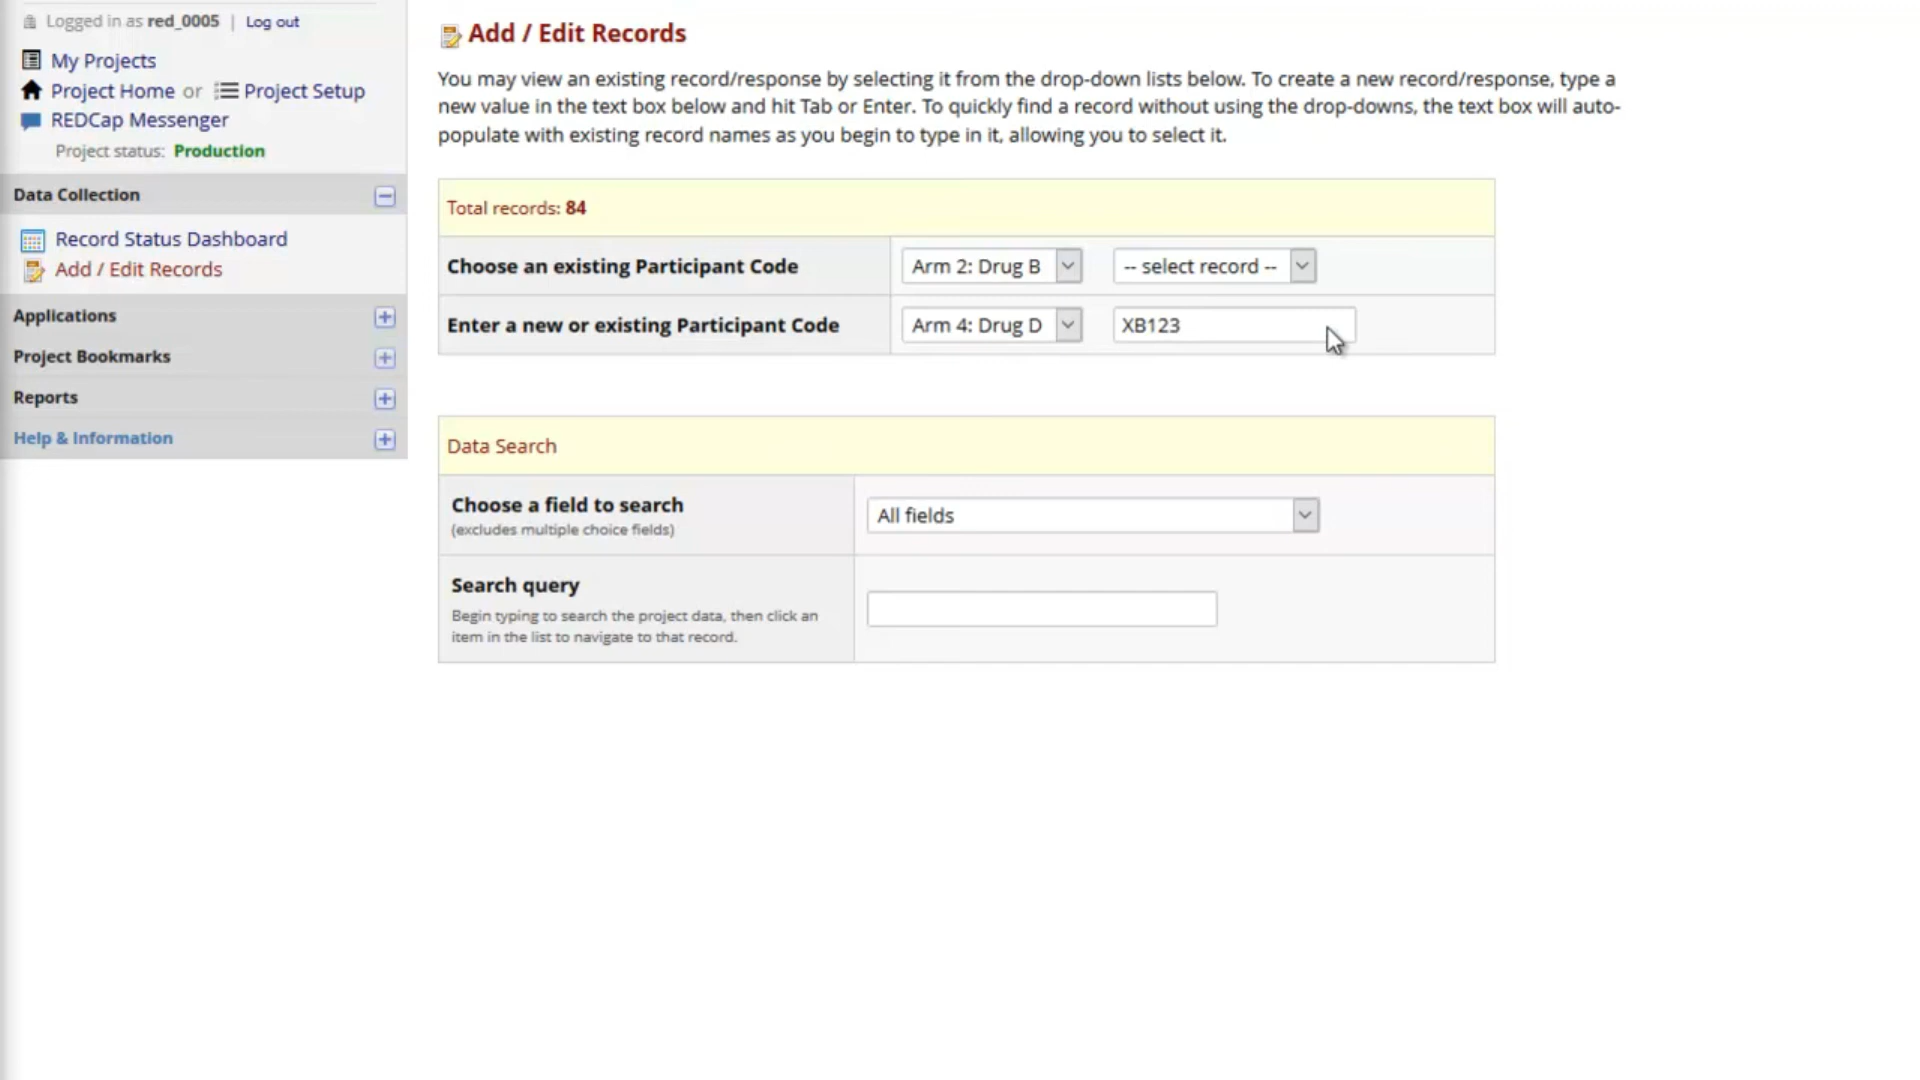 Logged in as red_0005 | Log out
My Projects
Project Home or Project Setup
REDCap Messenger
Project status: Production
Data Collection
Record Status Dashboard
Add / Edit Records
Applications
Project Bookmarks
Reports
Help & Information
Add / Edit Records
You may view an existing record/response by selecting it from the drop-down lists below. To create a new record/response, type a
new value in the text box below and hit Tab or Enter. To quickly find a record without using the drop-downs, the text box will auto-
populate with existing record names as you begin to type in it, allowing you to select it.
Total records: 84
Choose an existing Participant Code Arm 2: Drug B -- select record --
Enter a new or existing Participant Code Arm 4: Drug D XB123
Data Search
Choose a field to search All fields
(excludes multiple choice fields)
Search query
Begin typing to search the project data, then click an
item in the list to navigate to that record.